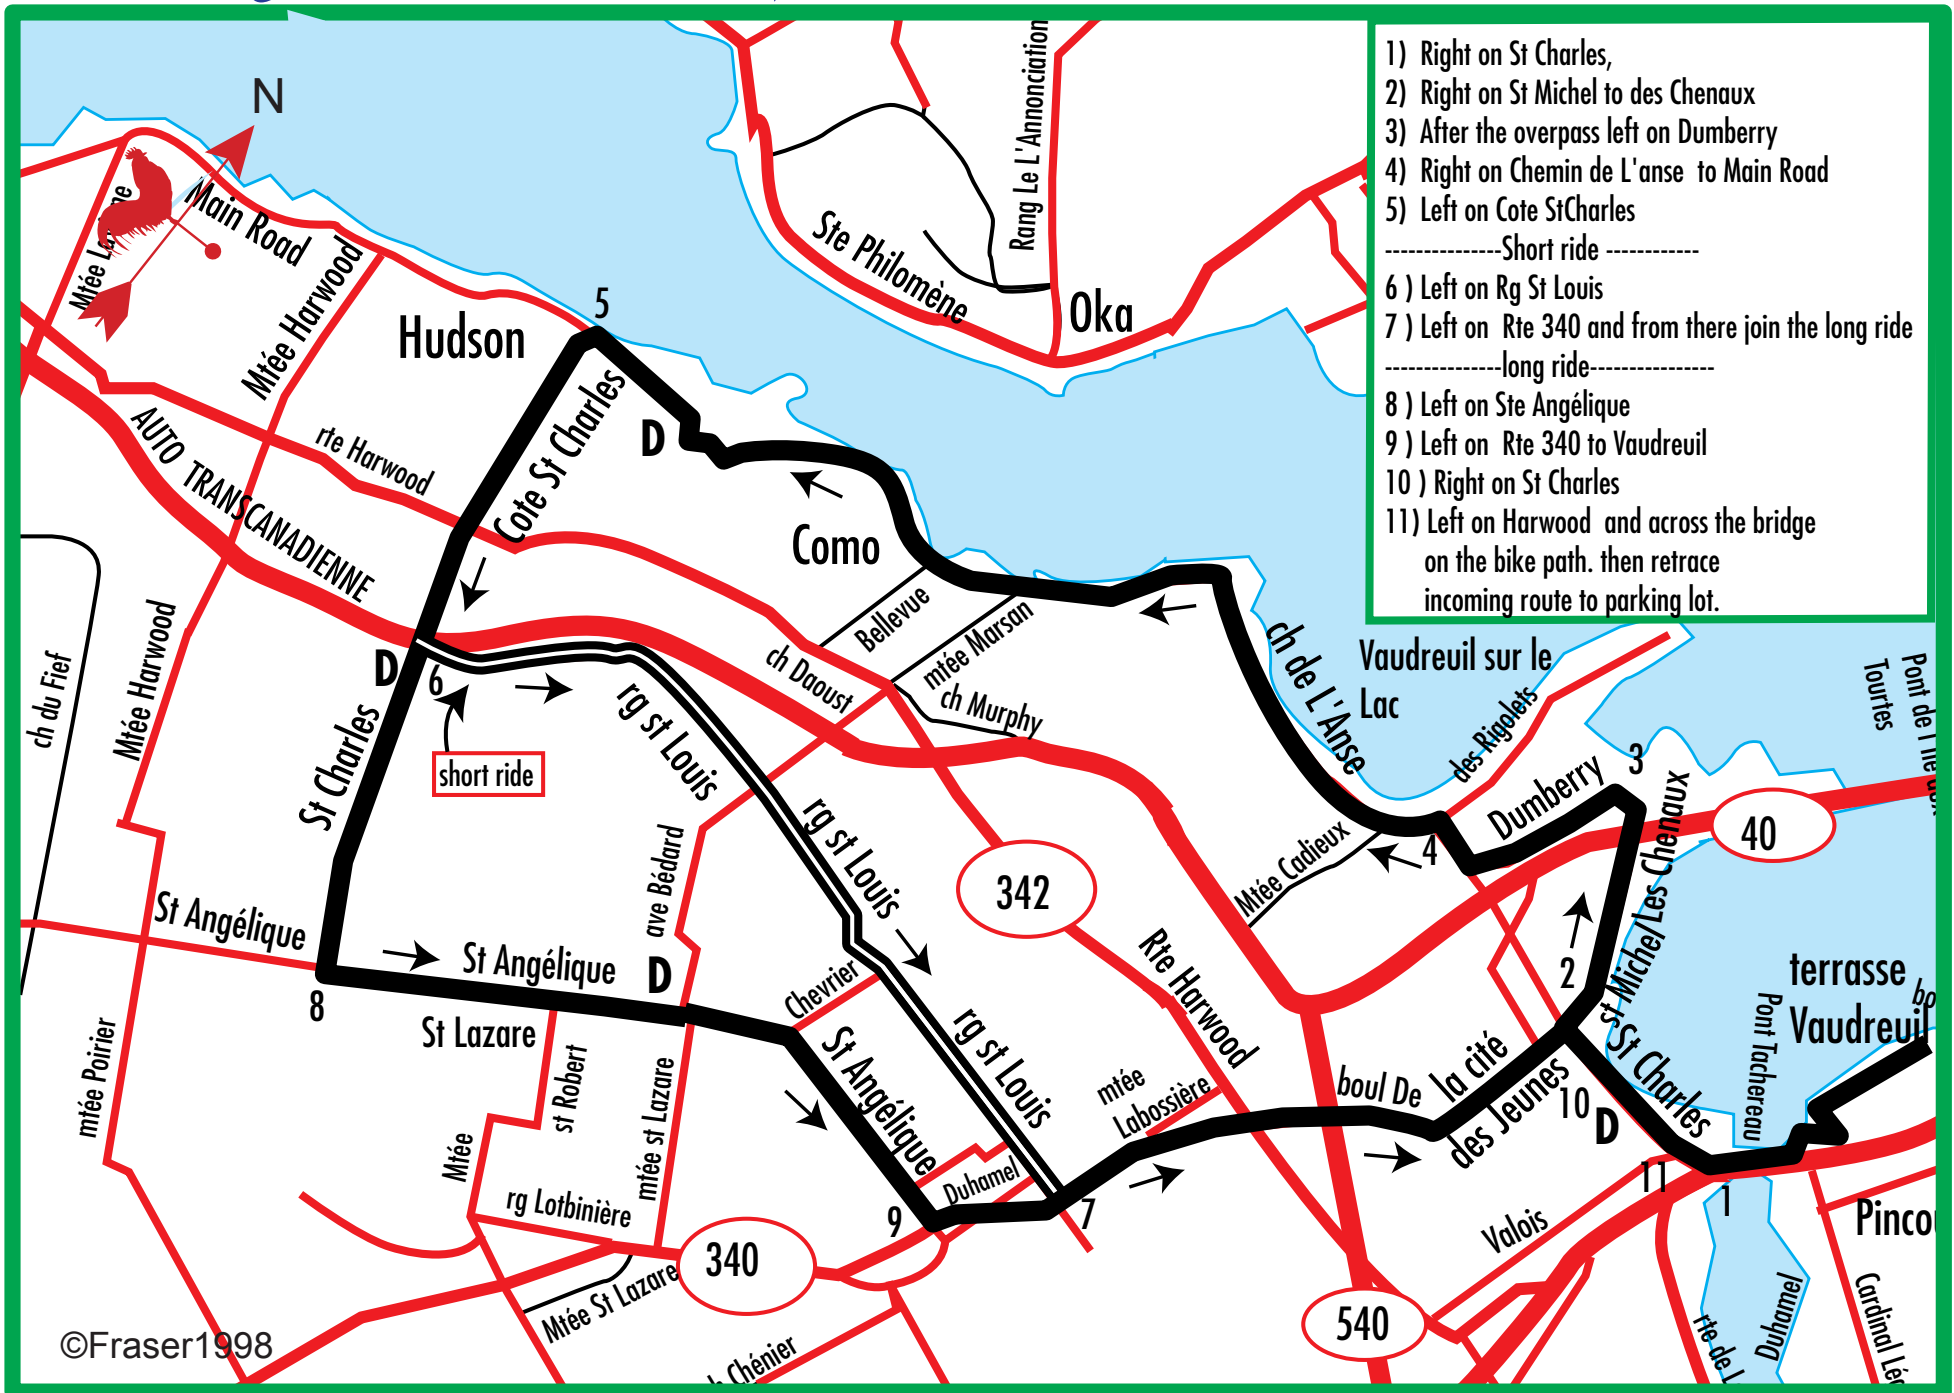 1) Right on St Charles,
2) Right on St Michel to des Chenaux
3) After the overpass left on Dumberry
4) Right on Chemin de L'anse to Main Road
5) Left on Cote StCharles
---------------Short ride ------------
6 ) Left on Rg St Louis
7 ) Left on Rte 340 and from there join the long ride
---------------long ride----------------
8 ) Left on Ste Angélique
9 ) Left on Rte 340 to Vaudreuil
10 ) Right on St Charles
11) Left on Harwood and across the bridge
on the bike path. then retrace
incoming route to parking lot.
N
Main Road
Mtée Harwood
Hudson
5
Ste Philomène
Rang Le L'Annonciation
Oka
AUTO TRANSCANADIENNE
rte Harwood
Cote St Charles
D
Como
Bellevue
mtée Marsan
ch Daoust
ch Murphy
ch de L'Anse
Vaudreuil sur le
Lac
des Rigolets
Pont de l'
Tourtes
ch du Fief
Mtée Harwood
D
6
short ride
St Charles
rg st Louis
rg st Louis
Dumberry
3
40
4
Mtée Cadieux
342
ave Bédard
St Angélique
St Angélique
D
8
St Lazare
Chevrier
St Angélique
rg st Louis
Rte Harwood
2
St Miche/Les Chenaux
terrasse
Vaudreuil
Pont Tachereau
St Charles
mtée Poirier
st Robert
mtée st Lazare
Mtée
rg Lotbinière
mtée
Labossière
boul De
la cité
des Jeunes
10
D
11
1
Duhamel
9
7
Valois
340
Mtée St Lazare
Chénier
540
rte de
Duhamel
Cardinal
©Fraser1998